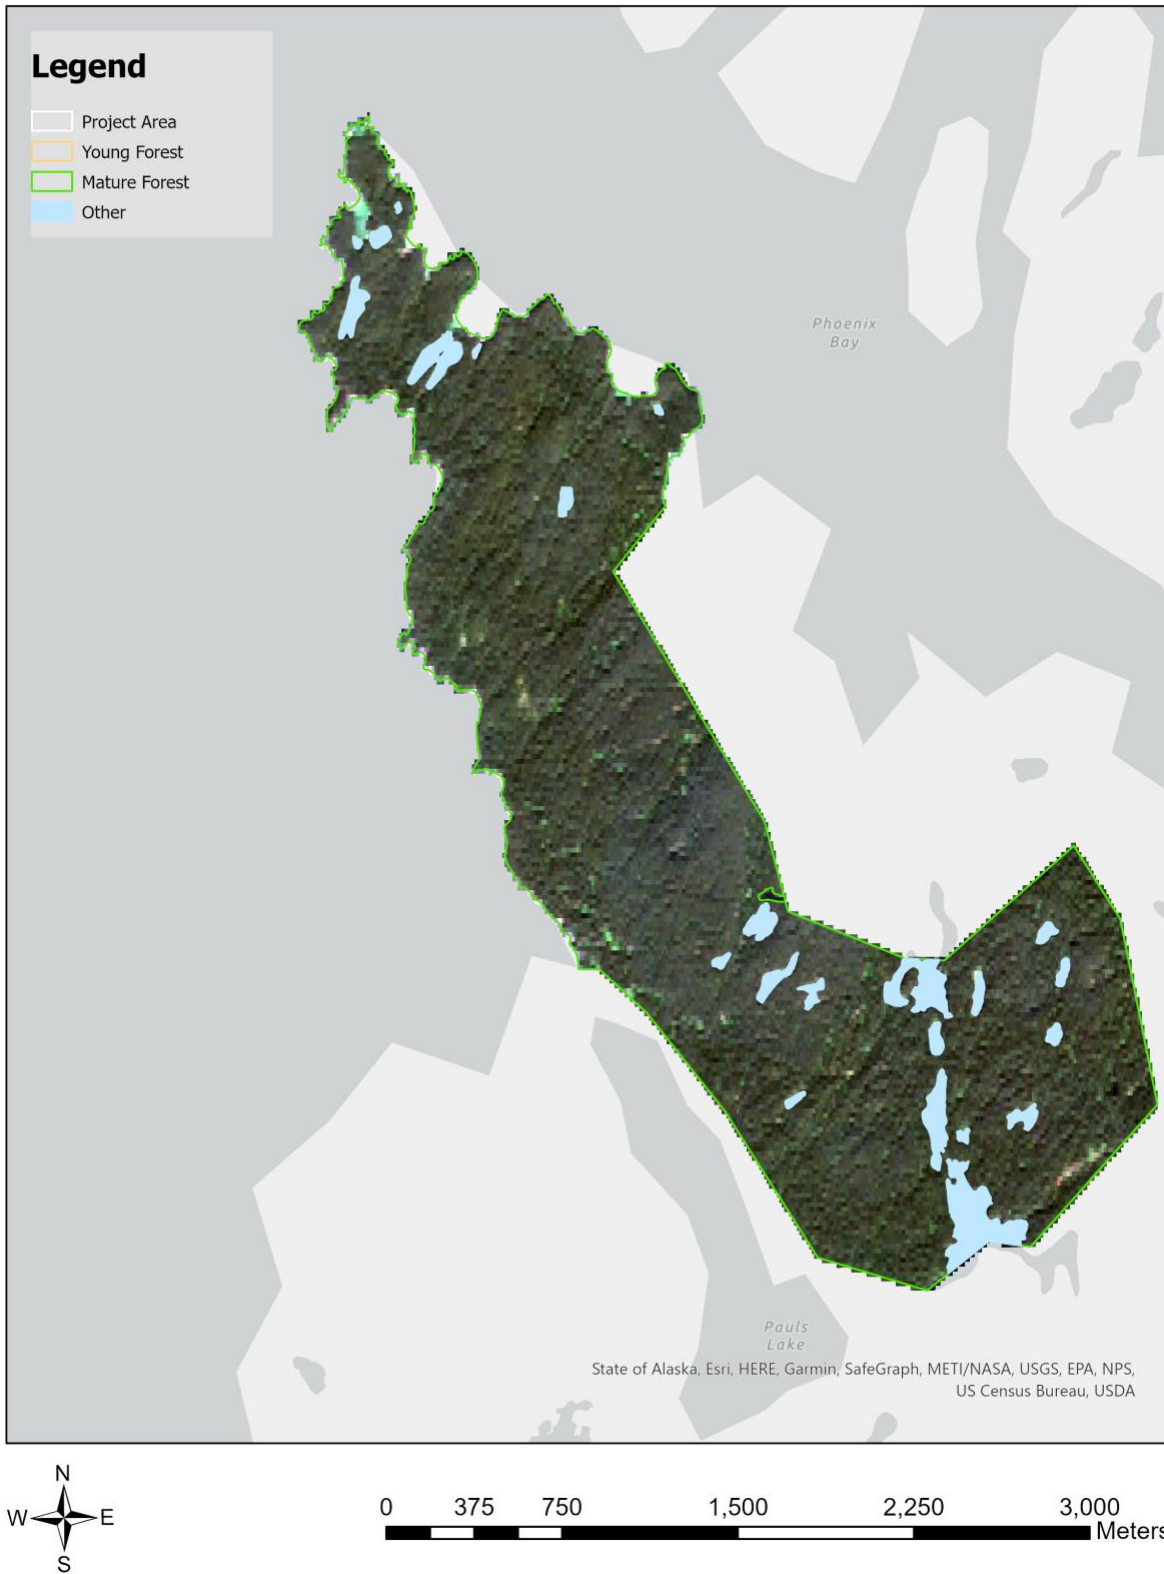 Legend
Project Area
Young Forest
Mature Forest
Other
Phoenix
Bay
Pauls
Lake
State of Alaska, Esri, HERE, Garmin, SafeGraph, METI/NASA, USGS, EPA, NPS,
US Census Bureau, USDA
N
W E
S
0 375 750 1,500 2,250 3,000
Meters